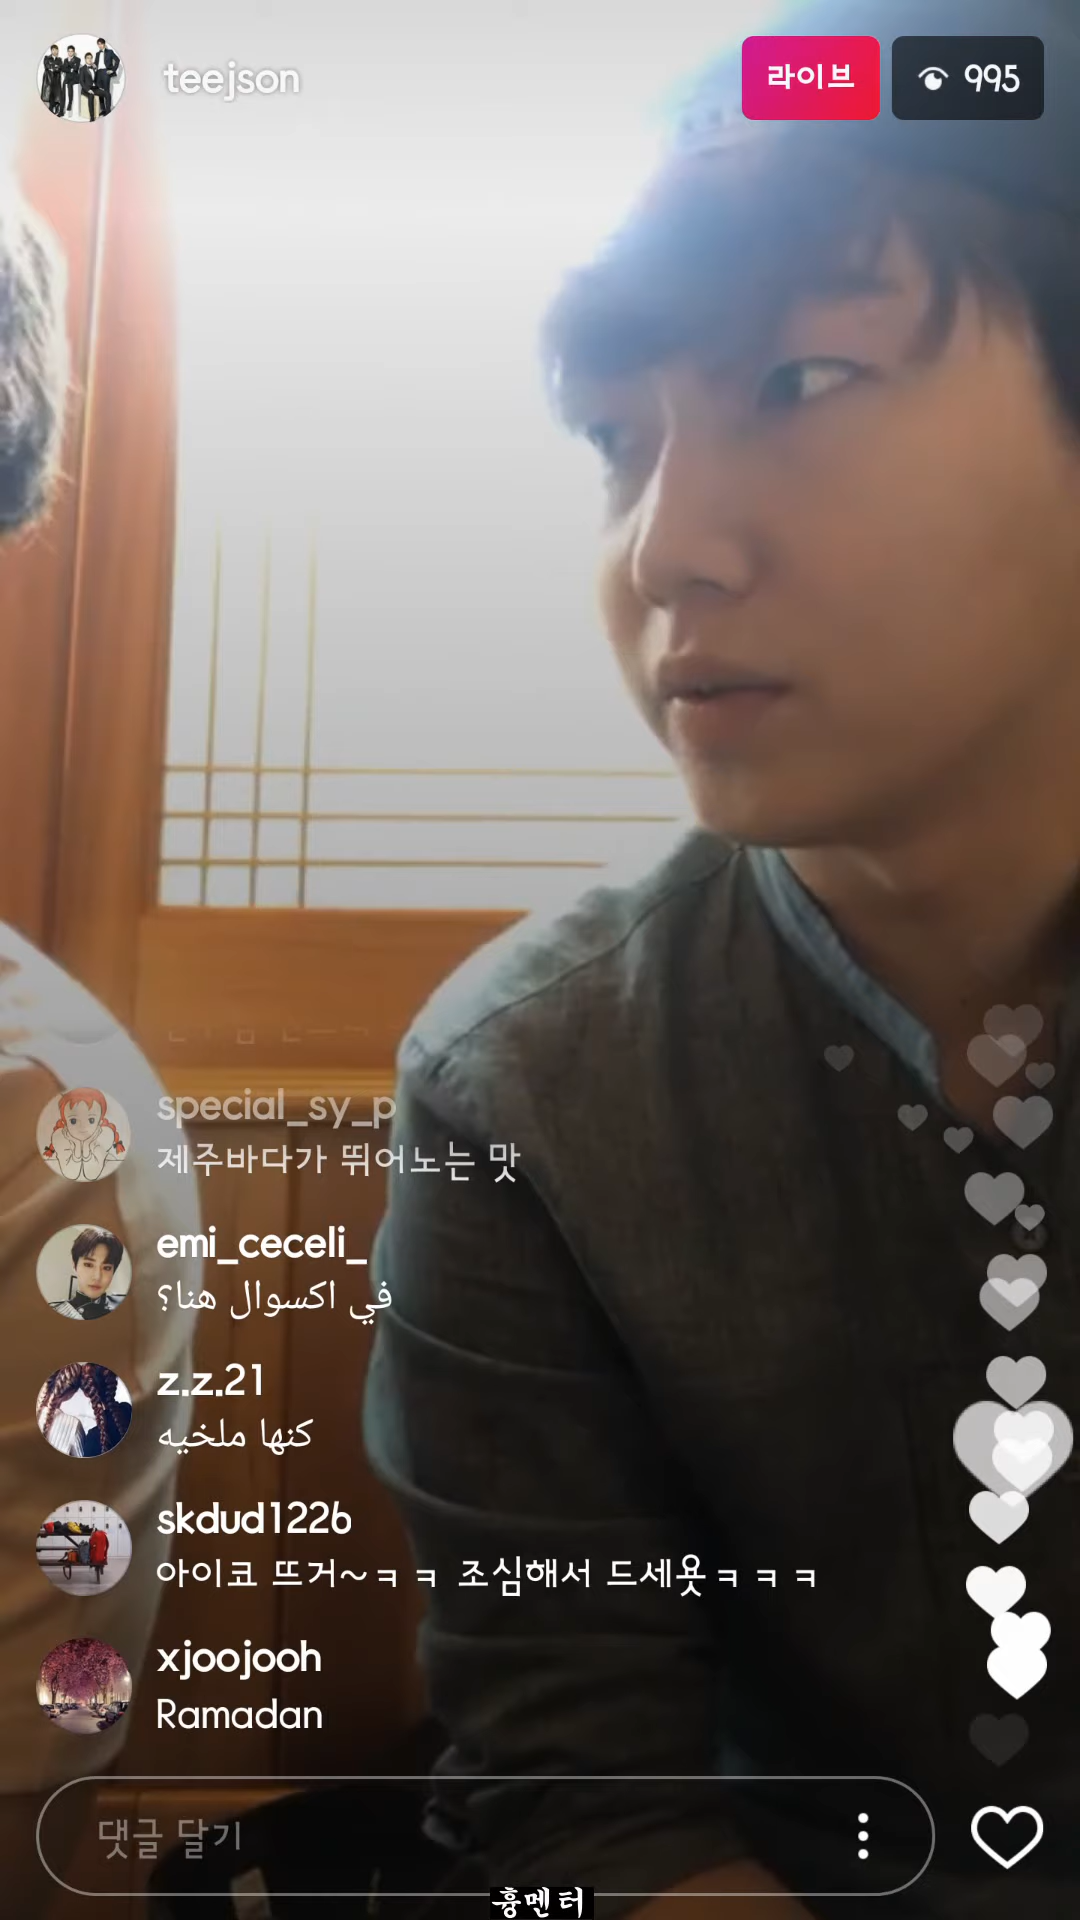 teejson
라이브
995
special_sy_p
제주바다가 뛰어노는 맛
emi_ceceli_
في اكسوال هنا؟
z.z.21
كنها ملخيه
skdud1226
아이코 뜨거~ㅋㅋ 조심해서 드세욧ㅋㅋㅋ
xjoojooh
Ramadan
댓글 달기
흥멘터